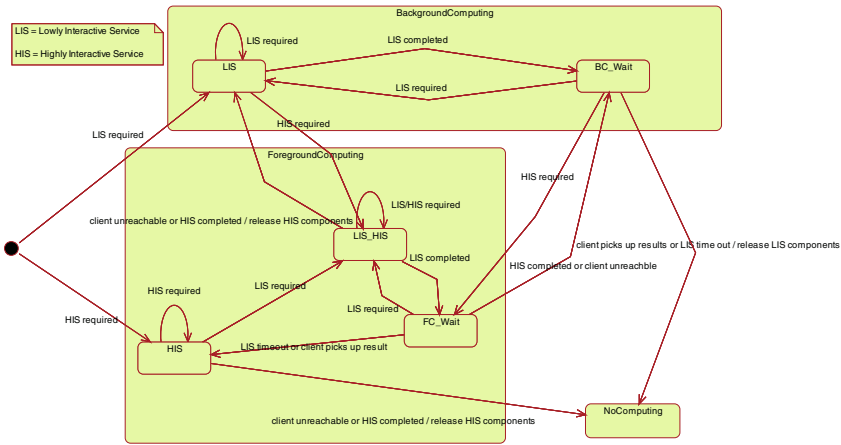 BackgroundComputing
LIS = Lowly Interactive Service
HIS = Highly Interactive Service
LIS required
LIS completed
LIS
BC_Wait
LIS required
HIS required
LIS required
ForegroundComputing
HIS required
LIS/HIS required
client unreachable or HIS completed / release HIS components
LIS_HIS
client picks up results or LIS time out / release LIS components
LIS completed
HIS completed or client unreachble
LIS required
HIS required
LIS required
HIS required
FC_Wait
LIS timeout or client picks up result
HIS
NoComputing
client unreachable or HIS completed / release HIS components